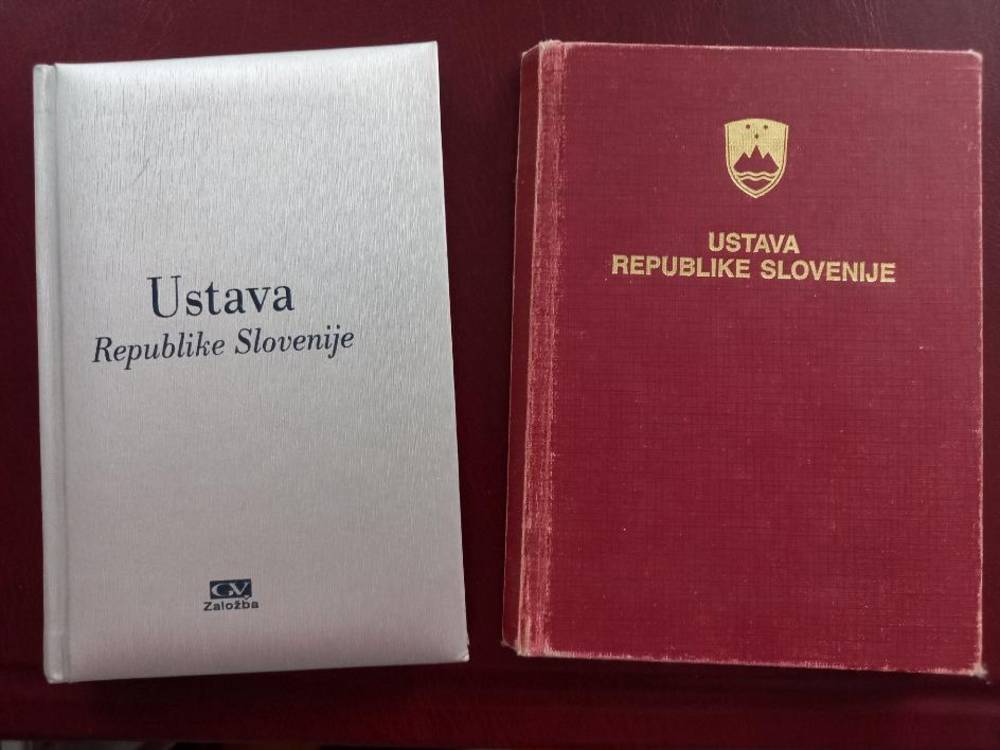 Ustava
Republike Slovenije
GV
Založba
USTAVA
REPUBLIKE SLOVENIJE